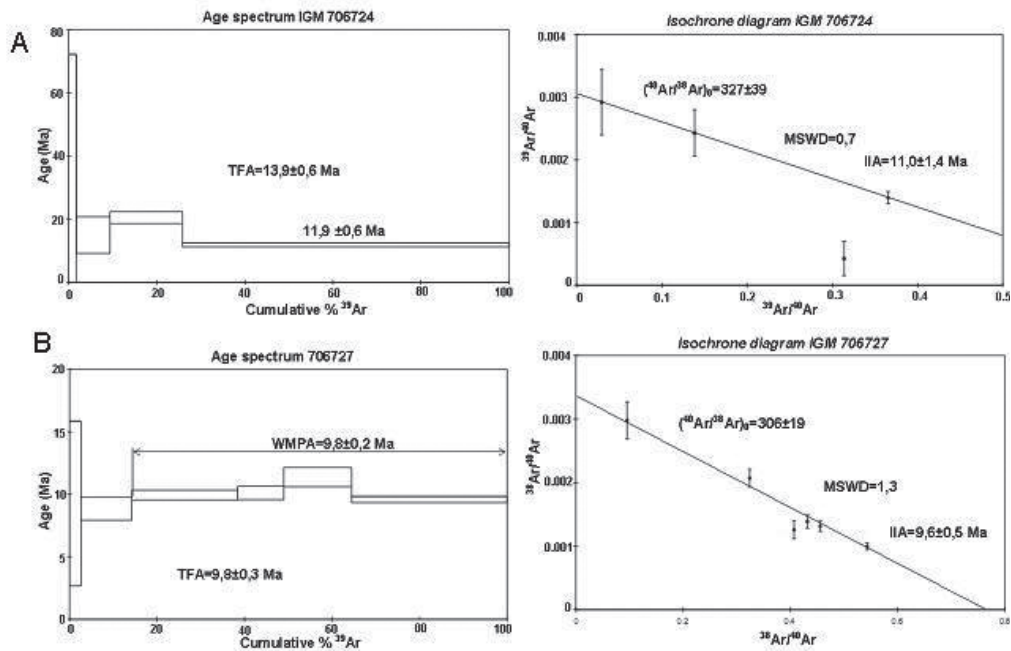 A
Age spectrum IGM 706724
Age (Ma)
80
60
40
20
0
TFA=13,9±0,6 Ma
11,9 ±0,6 Ma
0 20 40 60 80 100
Cumulative % ³⁹Ar
Isochrone diagram IGM 706724
³⁹Ar/⁴⁰Ar
0.004
0.003
0.002
0.001
0
(⁴⁰Ar/³⁶Ar)₀=327±39
MSWD=0,7
IIA=11,0±1,4 Ma
0 0.1 0.2 0.3 0.4 0.5
³⁹Ar/⁴⁰Ar
B
Age spectrum 706727
Age (Ma)
20
15
10
5
0
WMPA=9,8±0,2 Ma
TFA=9,8±0,3 Ma
0 20 40 60 80 100
Cumulative % ³⁹Ar
Isochrone diagram IGM 706727
³⁸Ar/⁴⁰Ar
0.004
0.003
0.002
0.001
0
(⁴⁰Ar/³⁸Ar)₀=306±19
MSWD=1,3
IIA=9,6±0,5 Ma
0 0.2 0.4 0.6 0.8
³⁸Ar/⁴⁰Ar